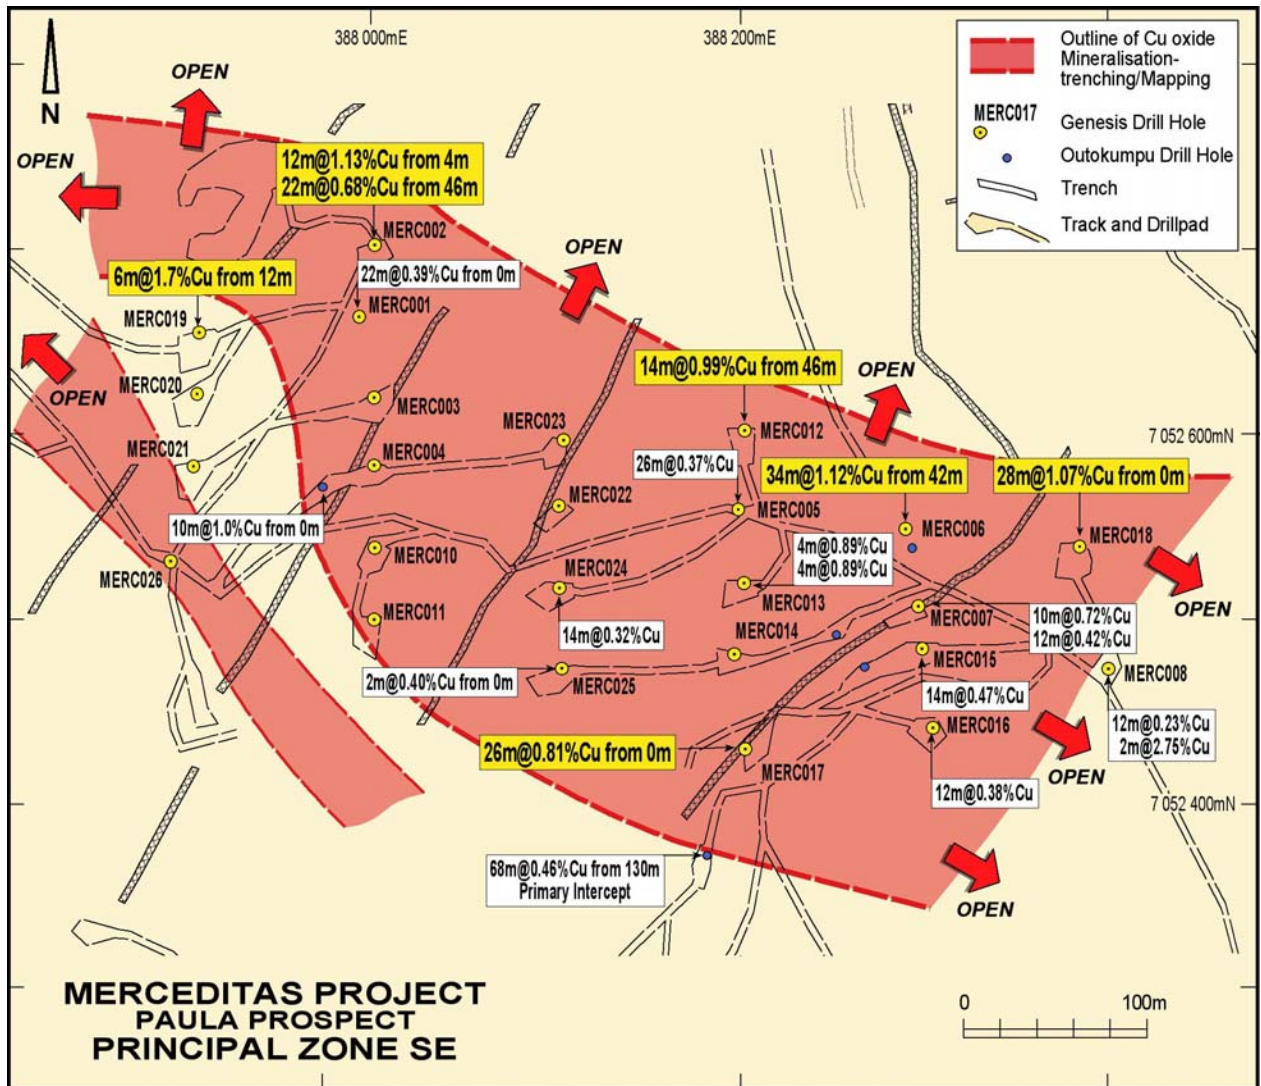 388 000mE
388 200mE
N
OPEN
OPEN
Outline of Cu oxide
Mineralisation-
trenching/Mapping
MERC017
Genesis Drill Hole
Outokumpu Drill Hole
Trench
Track and Drillpad
12m@1.13%Cu from 4m
22m@0.68%Cu from 46m
MERC002
22m@0.39%Cu from 0m
OPEN
6m@1.7%Cu from 12m
MERC001
MERC019
14m@0.99%Cu from 46m
OPEN
MERC020
OPEN
MERC003
MERC023
MERC012
7 052 600mN
MERC021
MERC004
26m@0.37%Cu
34m@1.12%Cu from 42m
28m@1.07%Cu from 0m
MERC022
MERC005
10m@1.0%Cu from 0m
MERC006
MERC018
4m@0.89%Cu
4m@0.89%Cu
MERC010
MERC026
MERC024
MERC013
OPEN
MERC011
14m@0.32%Cu
MERC014
MERC007
10m@0.72%Cu
12m@0.42%Cu
MERC015
2m@0.40%Cu from 0m
MERC025
MERC008
14m@0.47%Cu
12m@0.23%Cu
2m@2.75%Cu
MERC016
26m@0.81%Cu from 0m
MERC017
OPEN
12m@0.38%Cu
7 052 400mN
68m@0.46%Cu from 130m
Primary Intercept
OPEN
MERCEDITAS PROJECT
PAULA PROSPECT
PRINCIPAL ZONE SE
0
100m